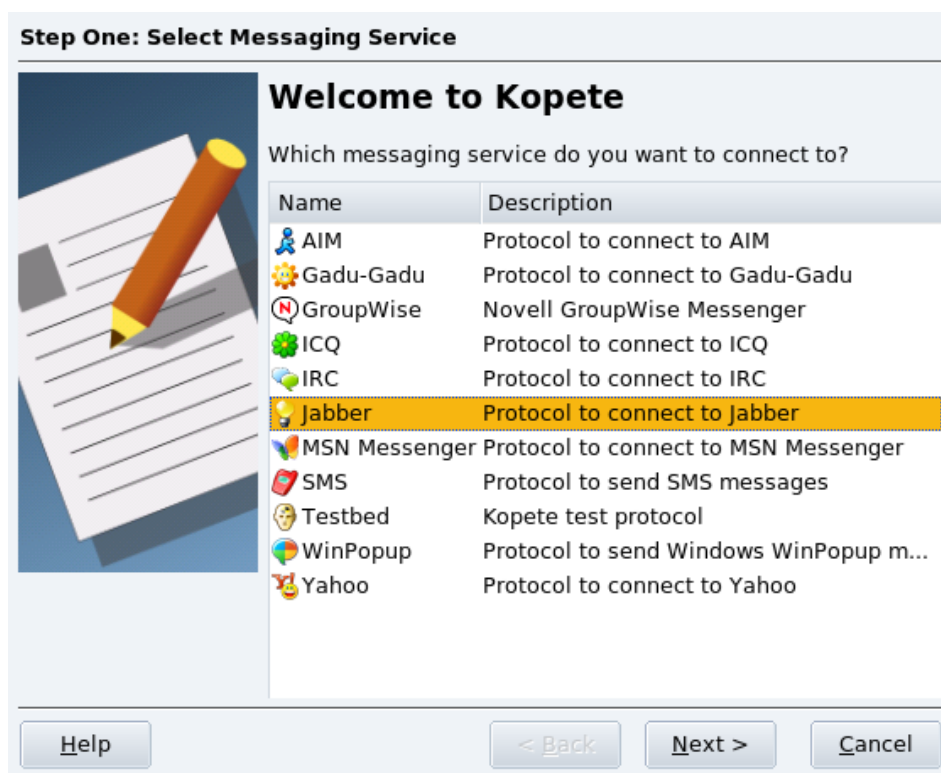 Step One: Select Messaging Service
Welcome to Kopete
Which messaging service do you want to connect to?
Name Description
AIM Protocol to connect to AIM
Gadu-Gadu Protocol to connect to Gadu-Gadu
N GroupWise Novell GroupWise Messenger
ICQ Protocol to connect to ICQ
IRC Protocol to connect to IRC
Jabber Protocol to connect to Jabber
MSN Messenger Protocol to connect to MSN Messenger
SMS Protocol to send SMS messages
Testbed Kopete test protocol
WinPopup Protocol to send Windows WinPopup m...
Yahoo Protocol to connect to Yahoo
Help < Back Next > Cancel